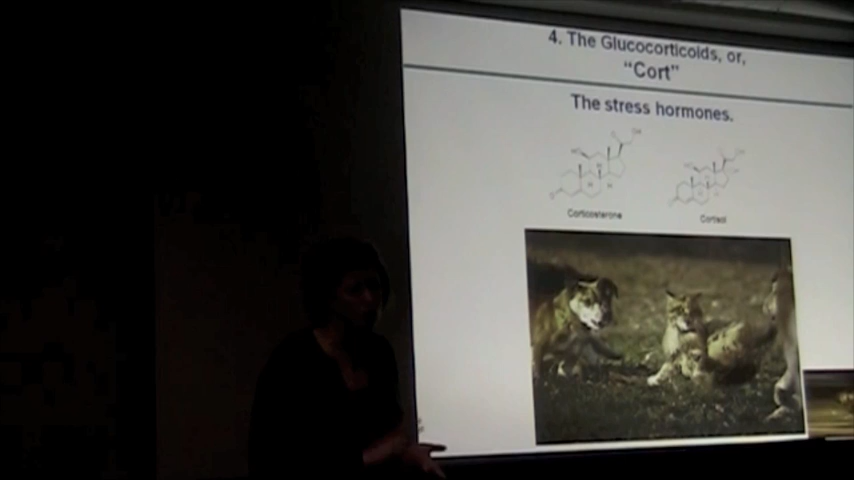 4. The Glucocorticoids, or,
"Cort"
The stress hormones.
Corticosterone
Cortisol